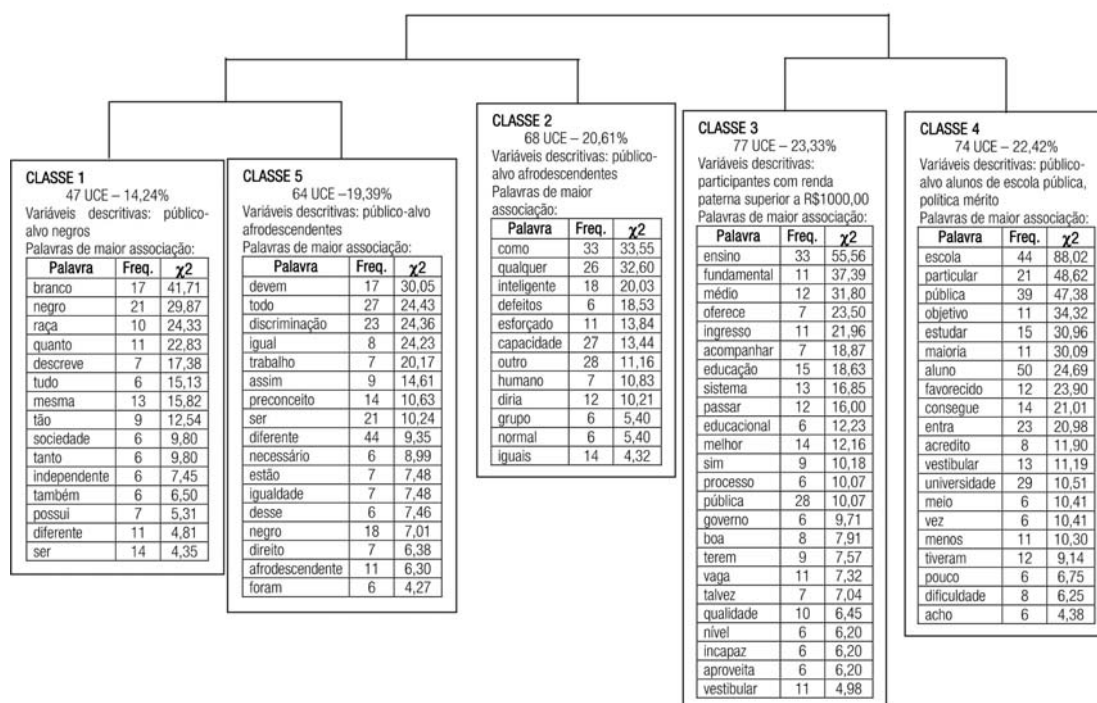 CLASSE 1
47 UCE – 14,24%
Variáveis descritivas: público-
alvo negros
Palavras de maior associação:
Palavra Freq. χ2
branco 17 41,71
negro 21 29,87
raça 10 24,33
quanto 11 22,83
descreve 7 17,38
tudo 6 15,13
mesma 13 15,82
tão 9 12,54
sociedade 6 9,80
tanto 6 9,80
independente 6 7,45
também 6 6,50
possui 7 5,31
diferente 11 4,81
ser 14 4,35
CLASSE 5
64 UCE –19,39%
Variáveis descritivas: público-alvo
afrodescendentes
Palavras de maior associação:
Palavra Freq. χ2
devem 17 30,05
todo 27 24,43
discriminação 23 24,36
igual 8 24,23
trabalho 7 20,17
assim 9 14,61
preconceito 14 10,63
ser 21 10,24
diferente 44 9,35
necessário 6 8,99
estão 7 7,48
igualdade 7 7,48
desse 6 7,46
negro 18 7,01
direito 7 6,38
afrodescendente 11 6,30
foram 6 4,27
CLASSE 2
68 UCE – 20,61%
Variáveis descritivas: público-
alvo afrodescendentes
Palavras de maior
associação:
Palavra Freq. χ2
como 33 33,55
qualquer 26 32,60
inteligente 18 20,03
defeitos 6 18,53
esforçado 11 13,84
capacidade 27 13,44
outro 28 11,16
humano 7 10,83
diria 12 10,21
grupo 6 5,40
normal 6 5,40
iguais 14 4,32
CLASSE 3
77 UCE – 23,33%
Variáveis descritivas:
participantes com renda
paterna superior a R$1000,00
Palavras de maior associação:
Palavra Freq. χ2
ensino 33 55,56
fundamental 11 37,39
médio 12 31,80
oferece 7 23,50
ingresso 11 21,96
acompanhar 7 18,87
educação 15 18,63
sistema 13 16,85
passar 12 16,00
educacional 6 12,23
melhor 14 12,16
sim 9 10,18
processo 6 10,07
pública 28 10,07
governo 6 9,71
boa 8 7,91
terem 9 7,57
vaga 11 7,32
talvez 7 7,04
qualidade 10 6,45
nível 6 6,20
incapaz 6 6,20
aproveita 6 6,20
vestibular 11 4,98
CLASSE 4
74 UCE – 22,42%
Variáveis descritivas: público-
alvo alunos de escola pública,
política mérito
Palavras de maior associação:
Palavra Freq. χ2
escola 44 88,02
particular 21 48,62
pública 39 47,38
objetivo 11 34,32
estudar 15 30,96
maioria 11 30,09
aluno 50 24,69
favorecido 12 23,90
consegue 14 21,01
entra 23 20,98
acredito 8 11,90
vestibular 13 11,19
universidade 29 10,51
meio 6 10,41
vez 6 10,41
menos 11 10,30
tiveram 12 9,14
pouco 6 6,75
dificuldade 8 6,25
acho 6 4,38